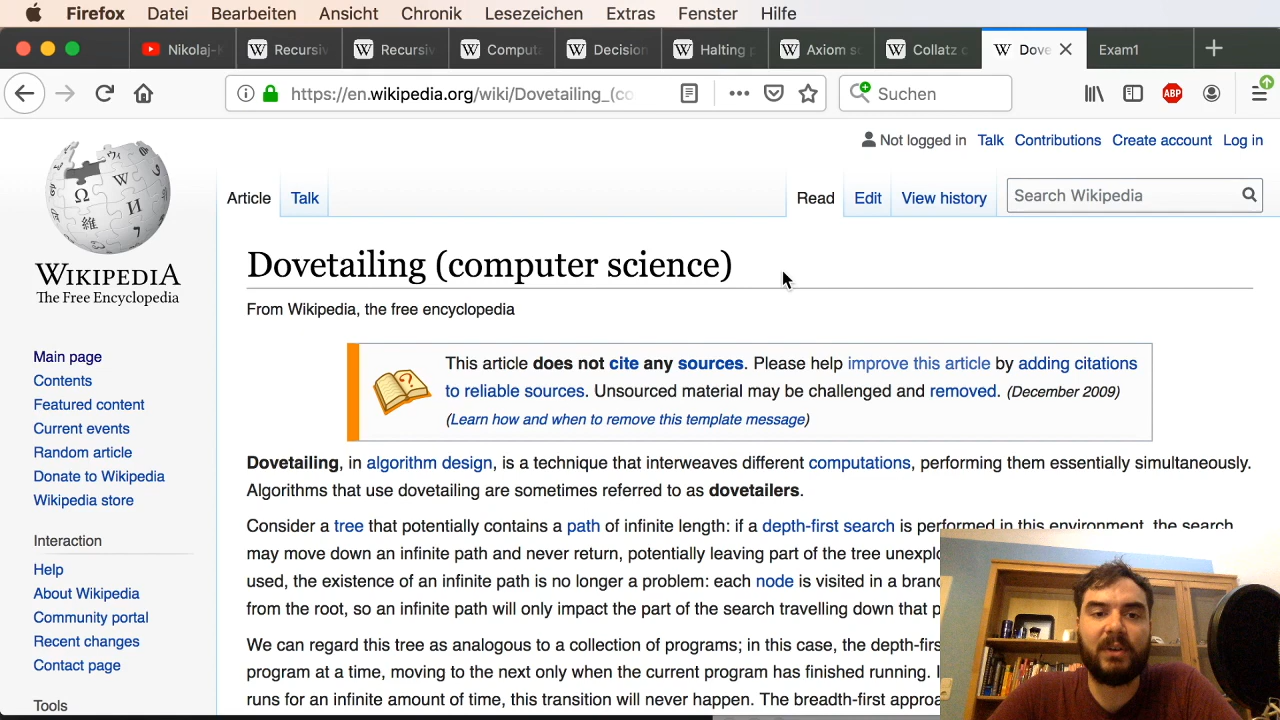 Firefox Datei Bearbeiten Ansicht Chronik Lesezeichen Extras Fenster Hilfe
Nikolaj-K Recursiv Recursiv Comput Decision Halting p Axiom sc Collatz c Dove Exam1
https://en.wikipedia.org/wiki/Dovetailing_(co Suchen ABP
Not logged in Talk Contributions Create account Log in
Article Talk Read Edit View history Search Wikipedia
WIKIPEDIA
The Free Encyclopedia
Main page
Contents
Featured content
Current events
Random article
Donate to Wikipedia
Wikipedia store
Interaction
Help
About Wikipedia
Community portal
Recent changes
Contact page
Tools
Dovetailing (computer science)
From Wikipedia, the free encyclopedia
This article does not cite any sources. Please help improve this article by adding citations
to reliable sources. Unsourced material may be challenged and removed. (December 2009)
(Learn how and when to remove this template message)
Dovetailing, in algorithm design, is a technique that interweaves different computations, performing them essentially simultaneously.
Algorithms that use dovetailing are sometimes referred to as dovetailers.
Consider a tree that potentially contains a path of infinite length: if a depth-first search is performed in this environment, the search
may move down an infinite path and never return, potentially leaving part of the tree unexplo
used, the existence of an infinite path is no longer a problem: each node is visited in a branc
from the root, so an infinite path will only impact the part of the search travelling down that p
We can regard this tree as analogous to a collection of programs; in this case, the depth-firs
program at a time, moving to the next only when the current program has finished running. I
runs for an infinite amount of time, this transition will never happen. The breadth-first approa